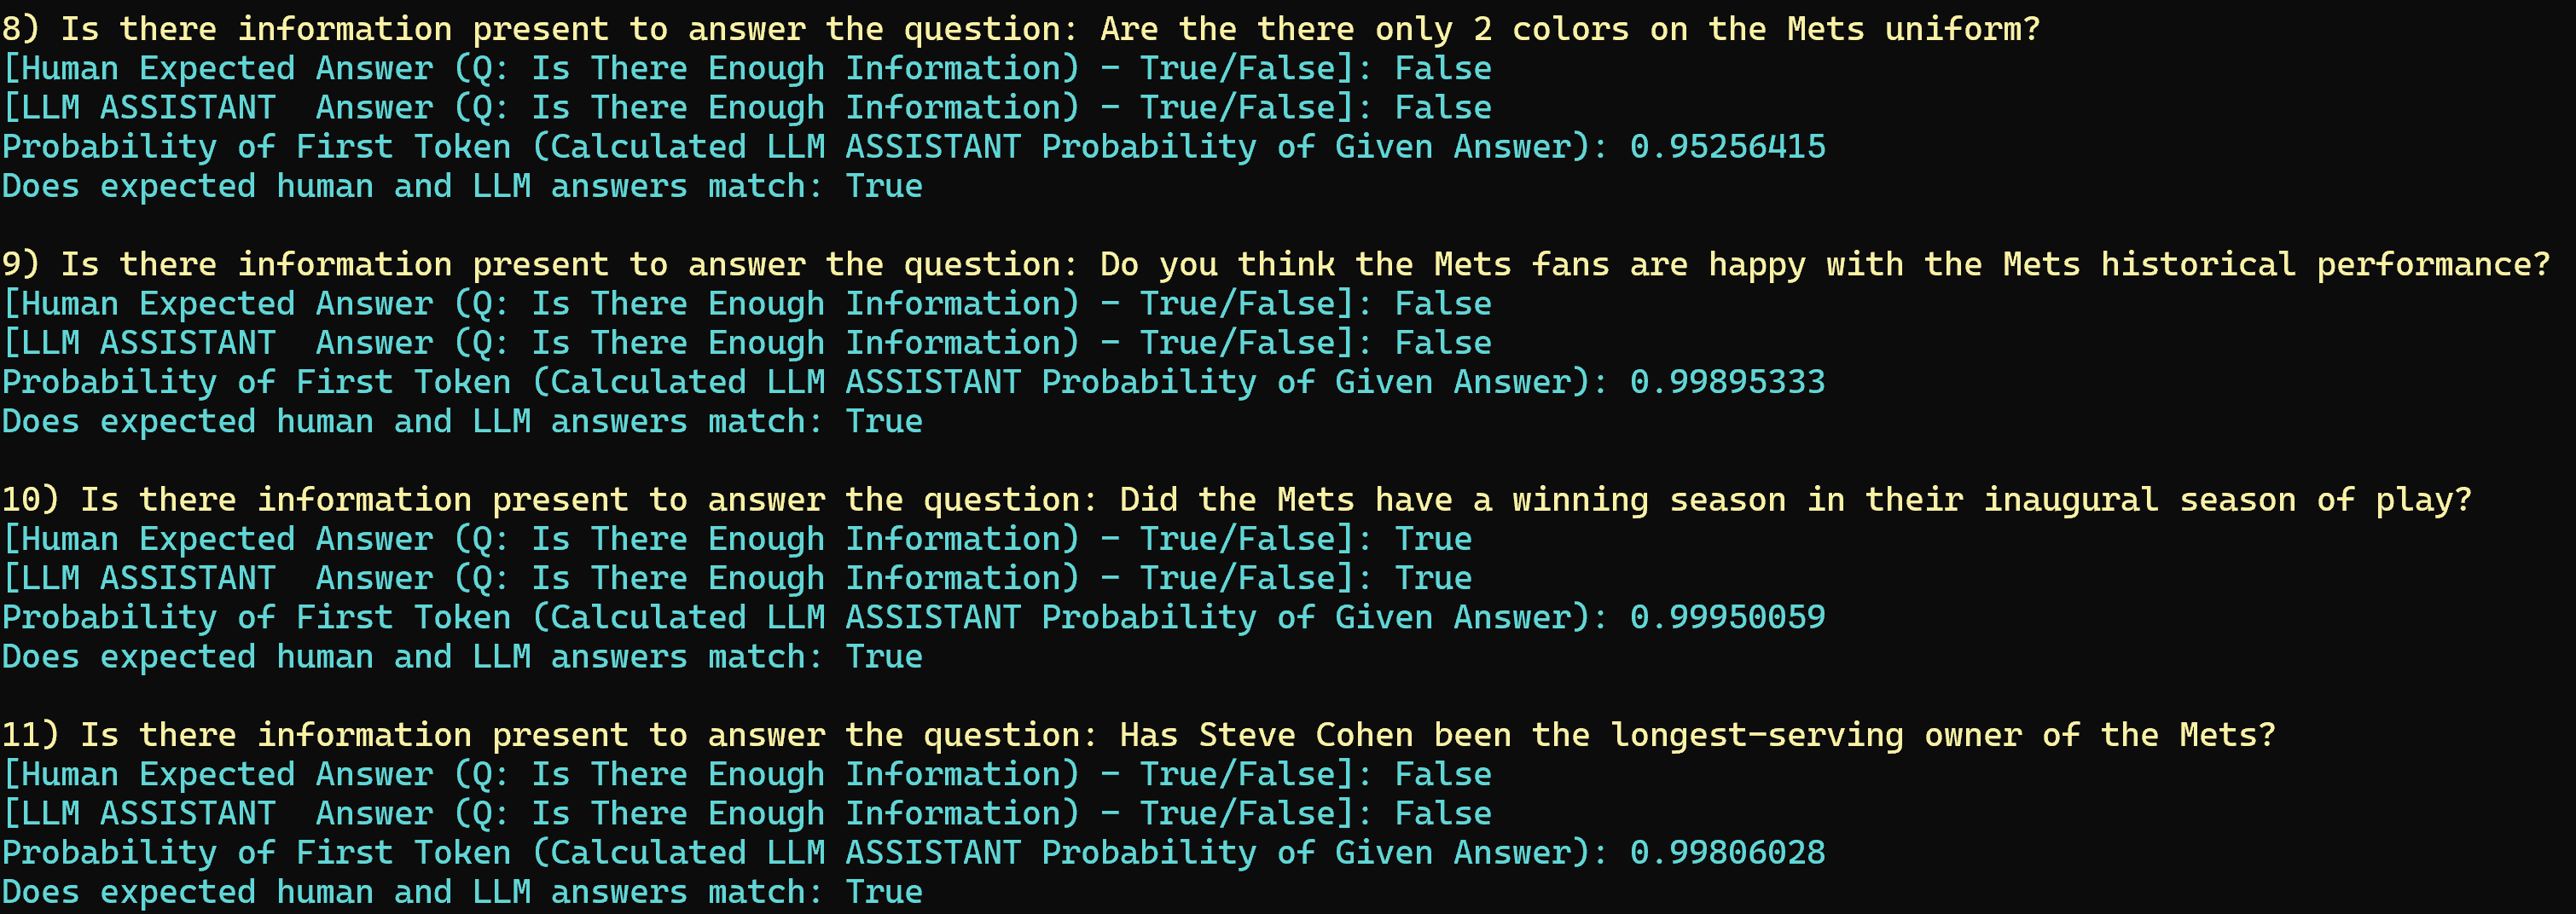 8) Is there information present to answer the question: Are the there only 2 colors on the Mets uniform?
[Human Expected Answer (Q: Is There Enough Information) - True/False]: False
[LLM ASSISTANT  Answer (Q: Is There Enough Information) - True/False]: False
Probability of First Token (Calculated LLM ASSISTANT Probability of Given Answer): 0.95256415
Does expected human and LLM answers match: True

9) Is there information present to answer the question: Do you think the Mets fans are happy with the Mets historical performance?
[Human Expected Answer (Q: Is There Enough Information) - True/False]: False
[LLM ASSISTANT  Answer (Q: Is There Enough Information) - True/False]: False
Probability of First Token (Calculated LLM ASSISTANT Probability of Given Answer): 0.99895333
Does expected human and LLM answers match: True

10) Is there information present to answer the question: Did the Mets have a winning season in their inaugural season of play?
[Human Expected Answer (Q: Is There Enough Information) - True/False]: True
[LLM ASSISTANT  Answer (Q: Is There Enough Information) - True/False]: True
Probability of First Token (Calculated LLM ASSISTANT Probability of Given Answer): 0.99950059
Does expected human and LLM answers match: True

11) Is there information present to answer the question: Has Steve Cohen been the longest-serving owner of the Mets?
[Human Expected Answer (Q: Is There Enough Information) - True/False]: False
[LLM ASSISTANT  Answer (Q: Is There Enough Information) - True/False]: False
Probability of First Token (Calculated LLM ASSISTANT Probability of Given Answer): 0.99806028
Does expected human and LLM answers match: True